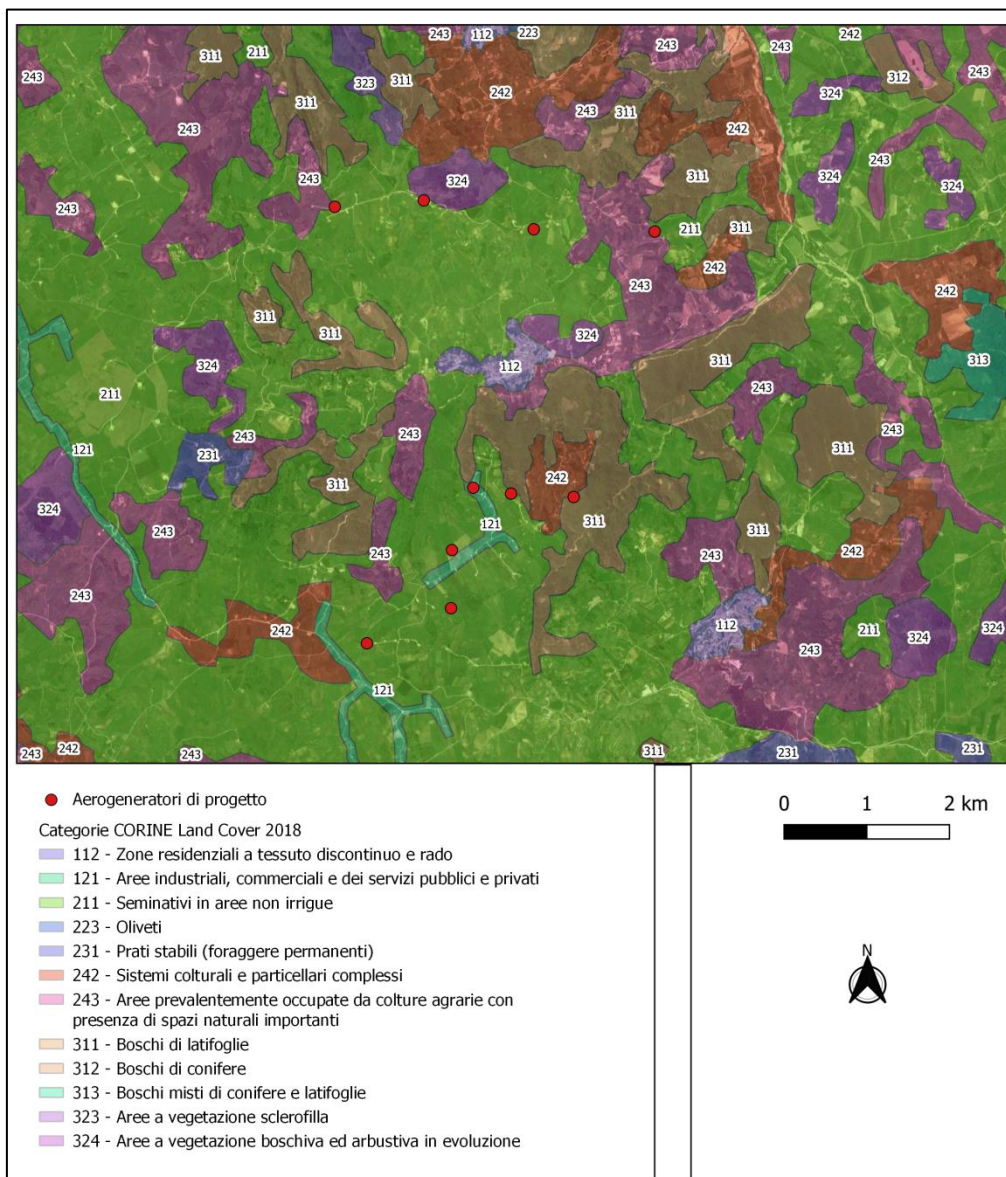 243 112 223 243 243 242
311 211 311 312 243
243 323 242 324
243 311 243 311 242 243
311 324
243 243 324 324 324
311
211 242 243
311 311 243 242
324 311 313
324 112
211 243
243 243
121 231 311 242 311 243
324 243 121 311 311
243 243 242
243 242 112 211 324 324
121 243
243 242 243 311 231 231
Aerogeneratori di progetto
Categorie CORINE Land Cover 2018
112 - Zone residenziali a tessuto discontinuo e rado
121 - Aree industriali, commerciali e dei servizi pubblici e privati
211 - Seminativi in aree non irrigue
223 - Oliveti
231 - Prati stabili (foraggere permanenti)
242 - Sistemi colturali e particellari complessi
243 - Aree prevalentemente occupate da colture agrarie con
presenza di spazi naturali importanti
311 - Boschi di latifoglie
312 - Boschi di conifere
313 - Boschi misti di conifere e latifoglie
323 - Aree a vegetazione sclerofilla
324 - Aree a vegetazione boschiva ed arbustiva in evoluzione
0 1 2 km
N